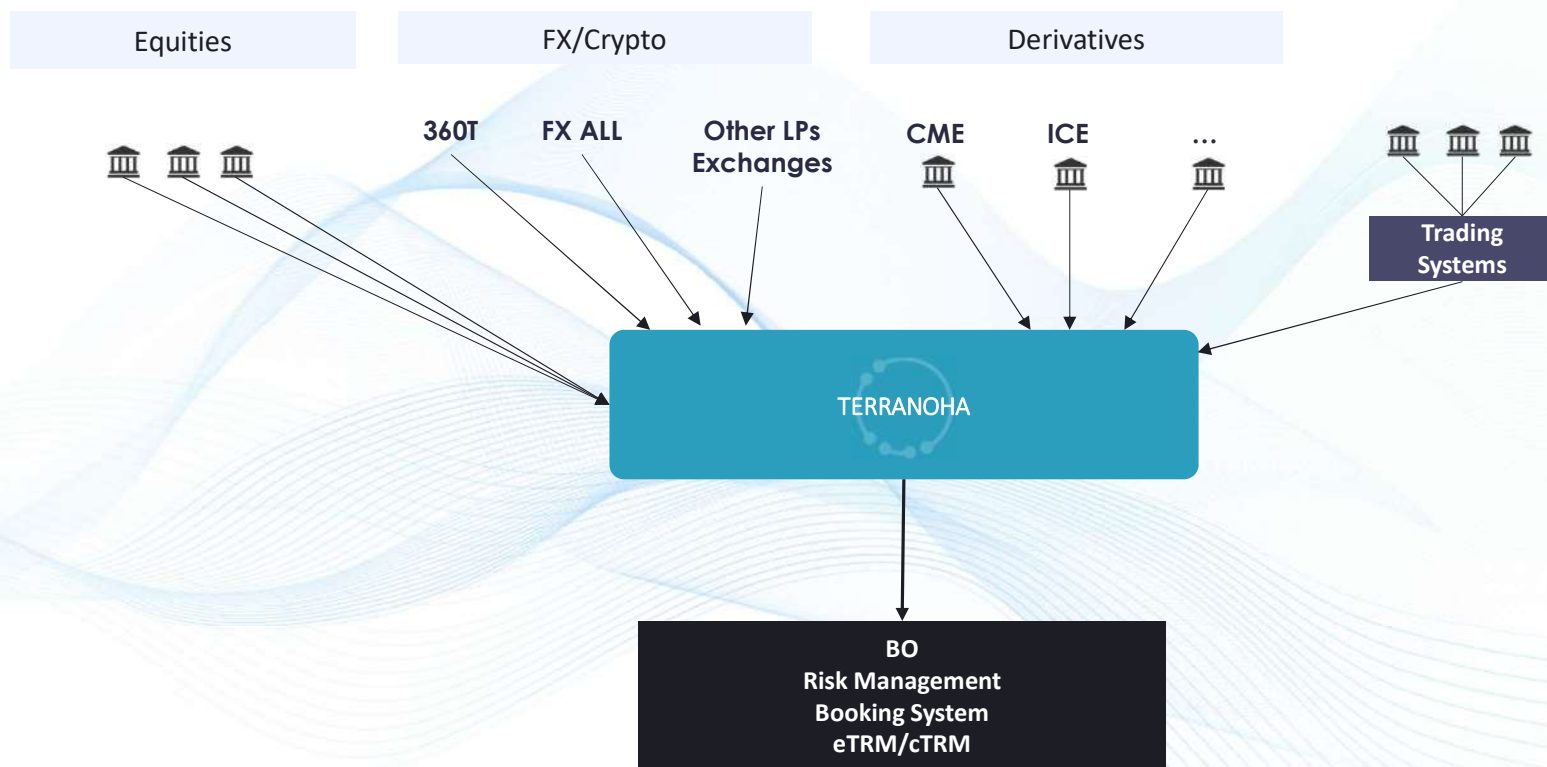 Equities
FX/Crypto
Derivatives
360T
FX ALL
Other LPs
Exchanges
CME
ICE
...
Trading
Systems
TERRANOHA
BO
Risk Management
Booking System
eTRM/cTRM